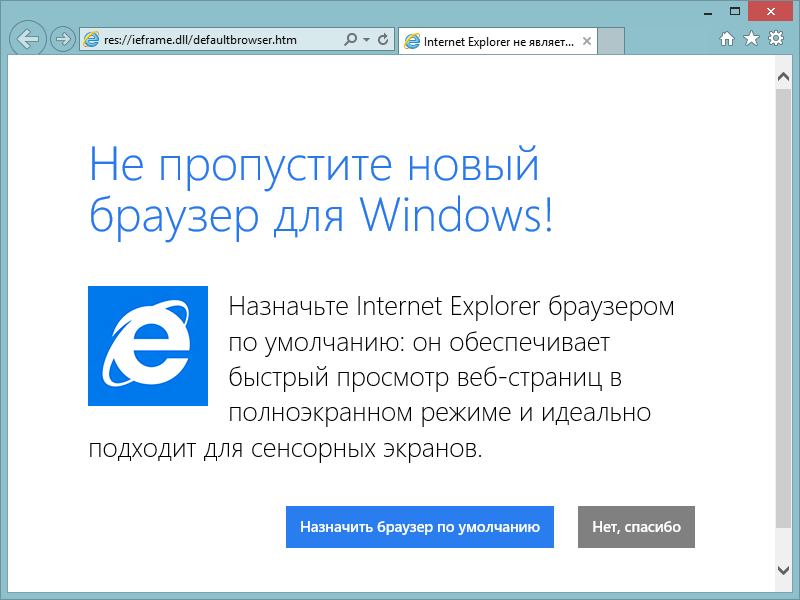 res://ieframe.dll/defaultbrowser.htm
Internet Explorer не являет...
Не пропустите новый
браузер для Windows!
Назначьте Internet Explorer браузером
по умолчанию: он обеспечивает
быстрый просмотр веб-страниц в
полноэкранном режиме и идеально
подходит для сенсорных экранов.
Назначить браузер по умолчанию
Нет, спасибо